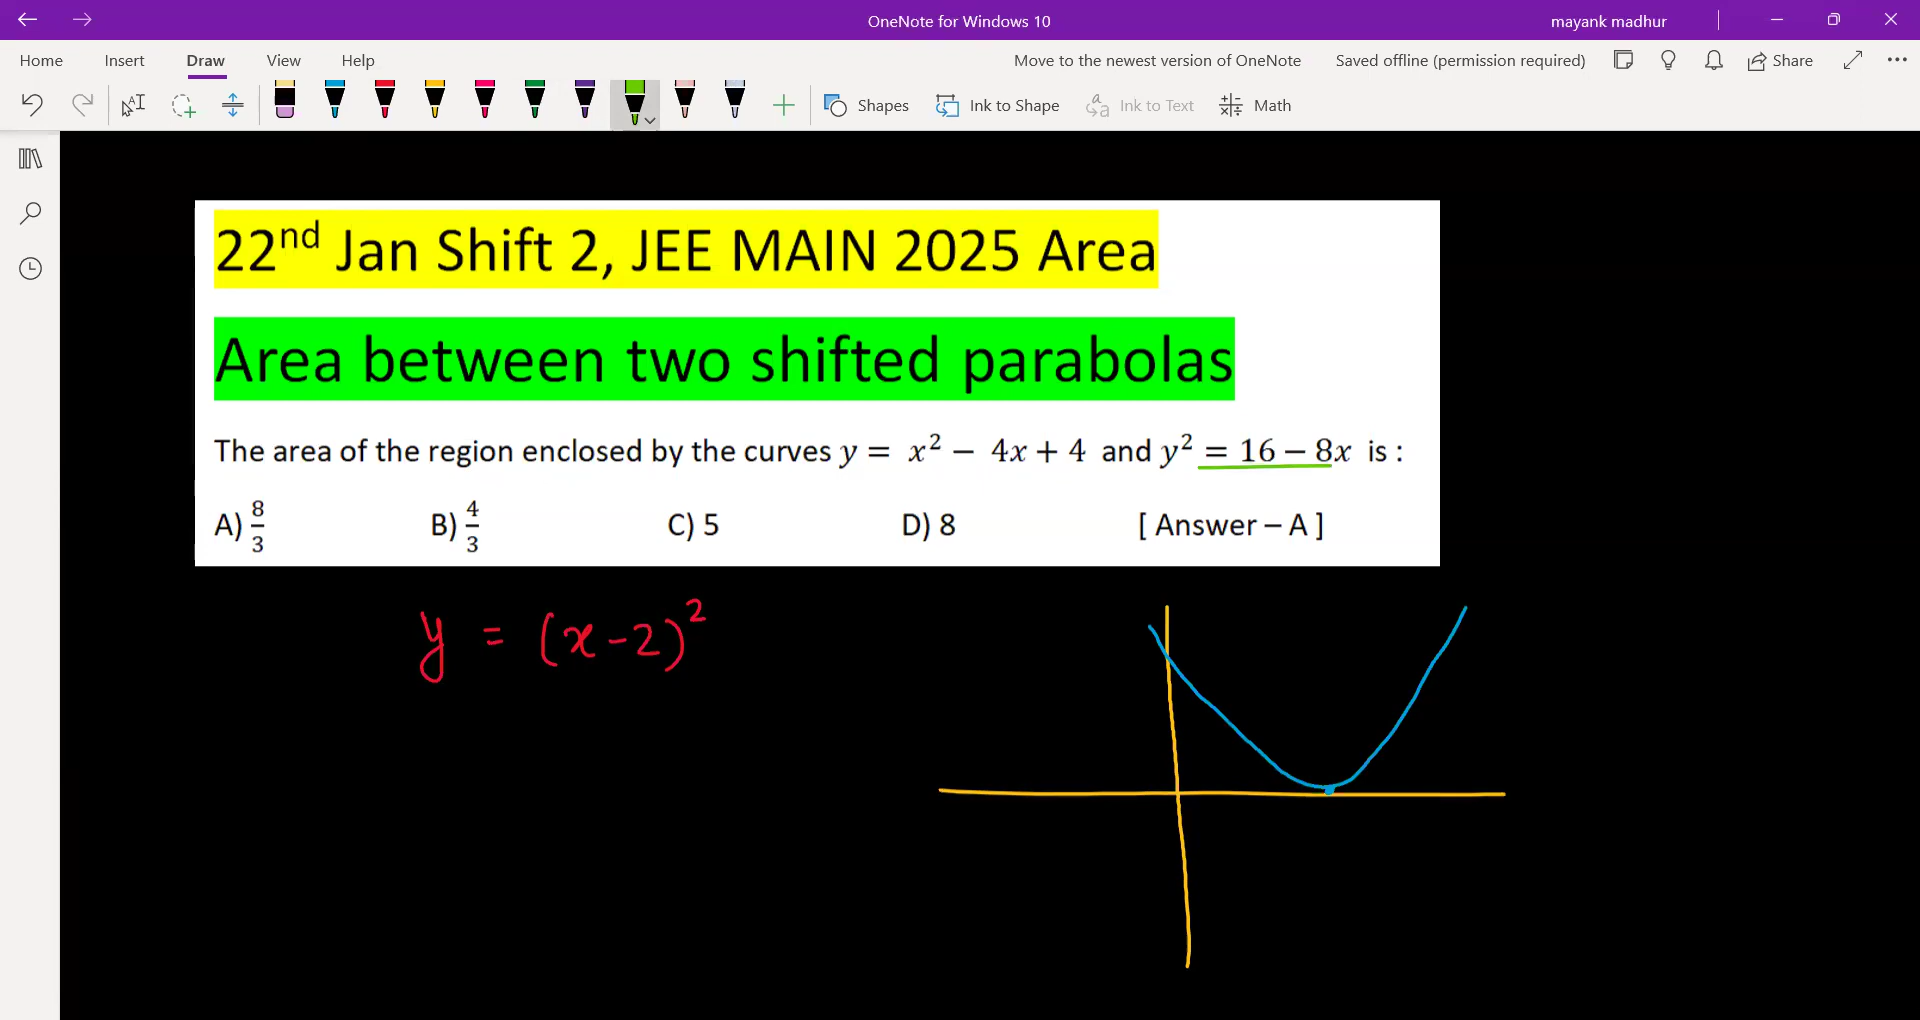 OneNote for Windows 10
mayank madhur
Home Insert Draw View Help
Move to the newest version of OneNote Saved offline (permission required) Share
Shapes Ink to Shape Ink to Text Math
22nd Jan Shift 2, JEE MAIN 2025 Area
Area between two shifted parabolas
The area of the region enclosed by the curves y = x² − 4x + 4 and y² = 16 − 8x is :
A) 8/3 B) 4/3 C) 5 D) 8 [ Answer – A ]
y = (x-2)²